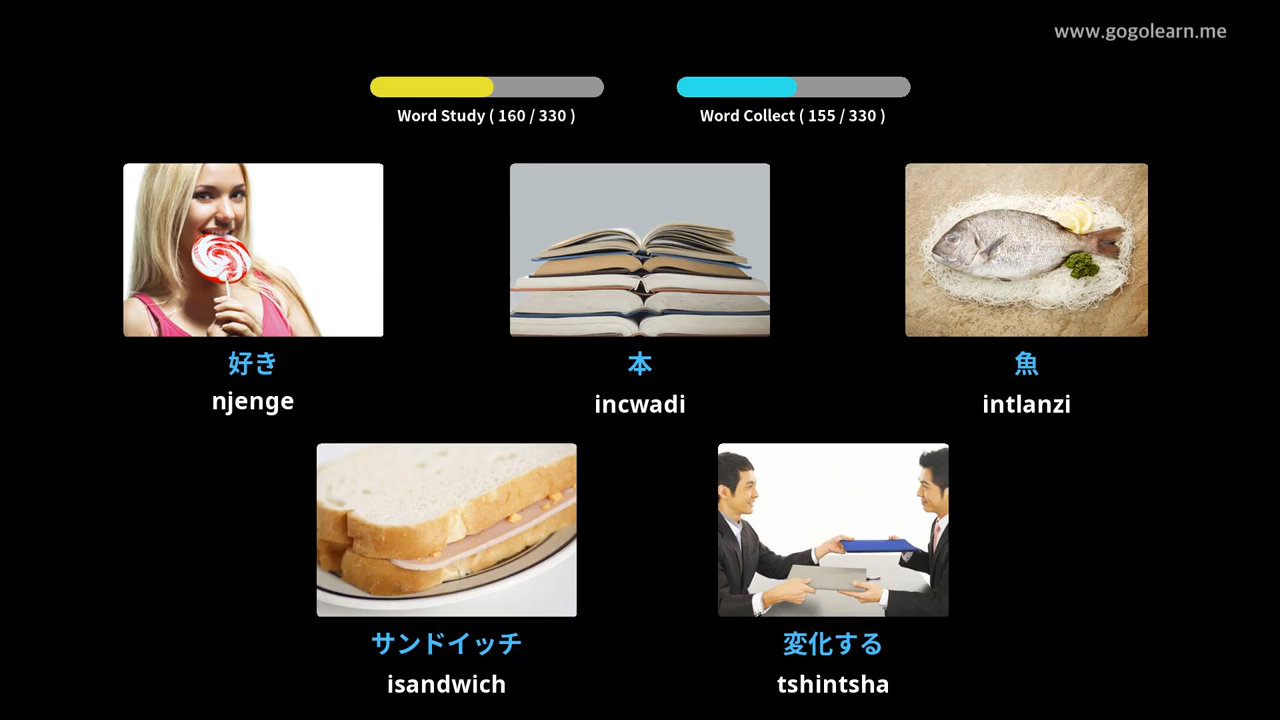 www.gogolearn.me
Word Study ( 160 / 330 )
Word Collect ( 155 / 330 )
好き
njenge
本
incwadi
魚
intlanzi
サンドイッチ
isandwich
変化する
tshintsha